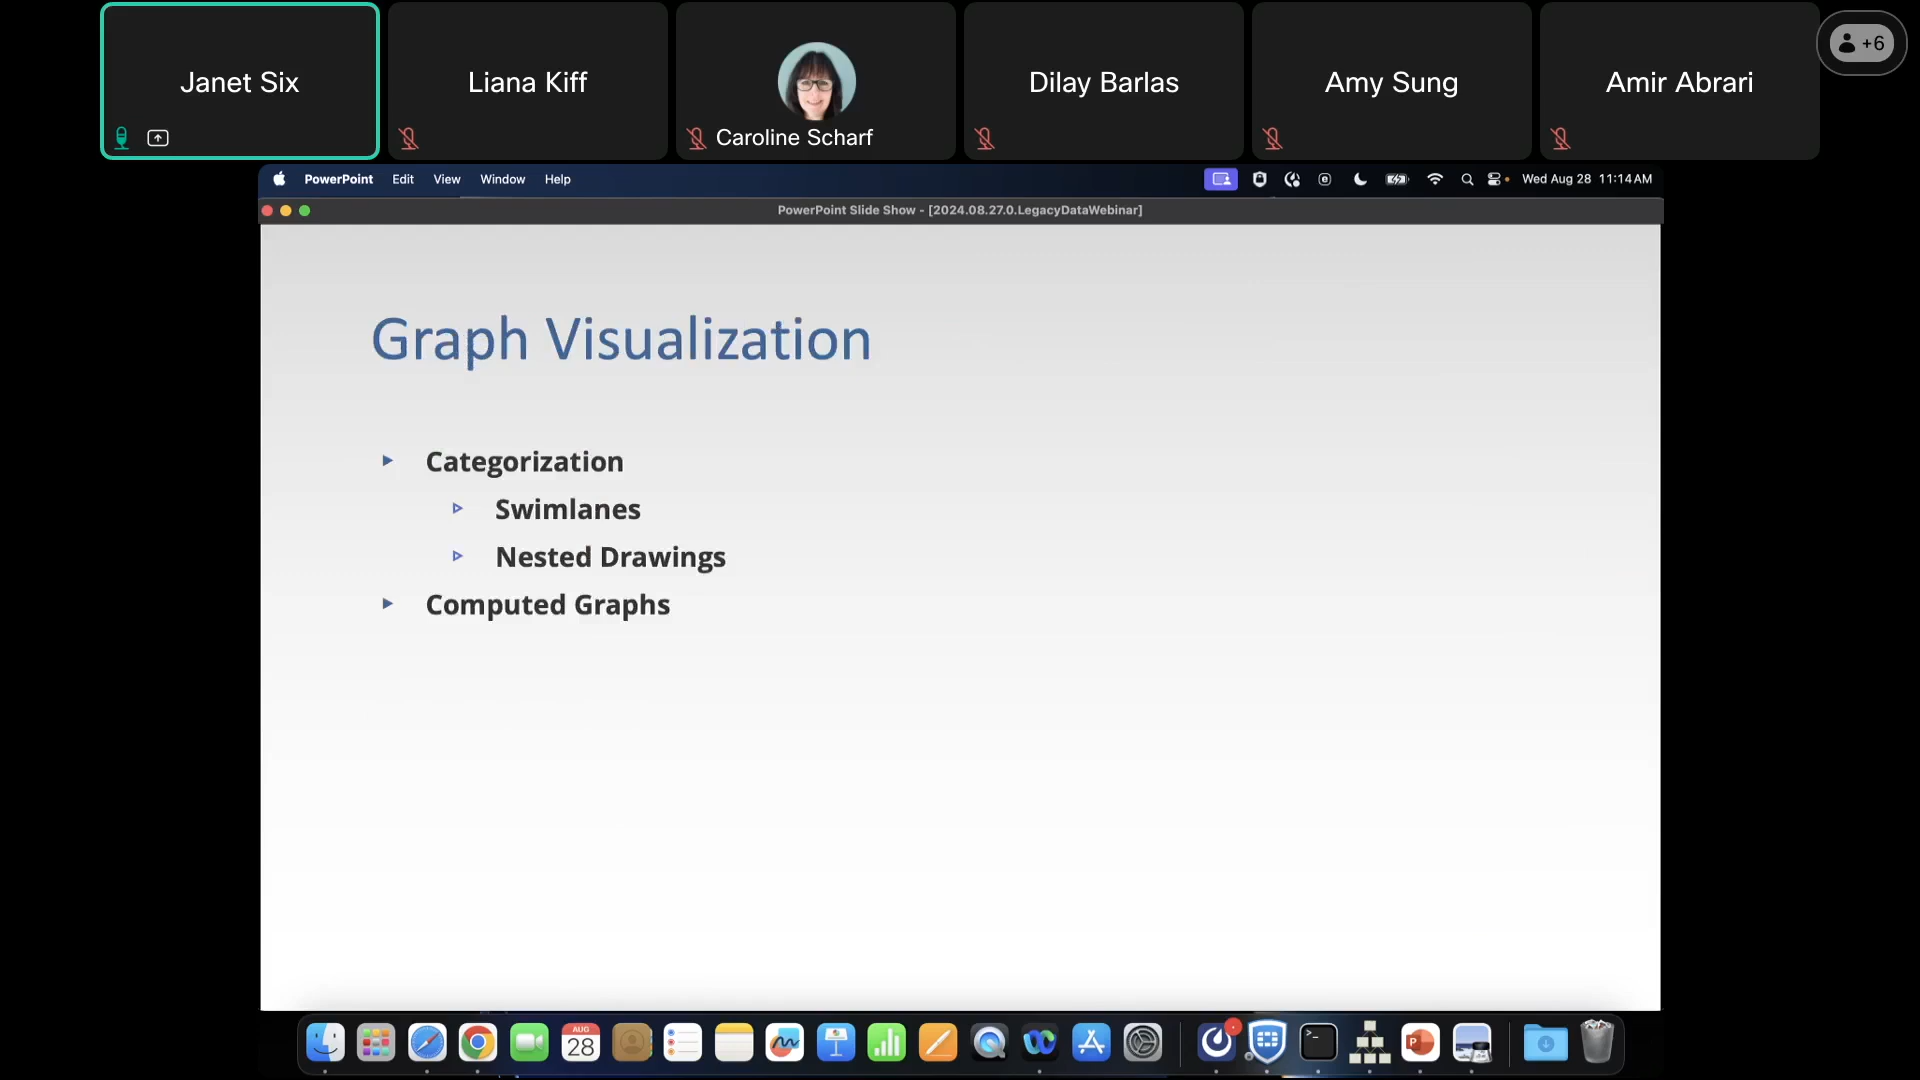 Janet Six
Liana Kiff
Caroline Scharf
Dilay Barlas
Amy Sung
Amir Abrari
+6
PowerPoint Edit View Window Help
Wed Aug 28 11:14 AM
PowerPoint Slide Show - [2024.08.27.0.LegacyDataWebinar]
Graph Visualization
Categorization
Swimlanes
Nested Drawings
Computed Graphs
AUG
28